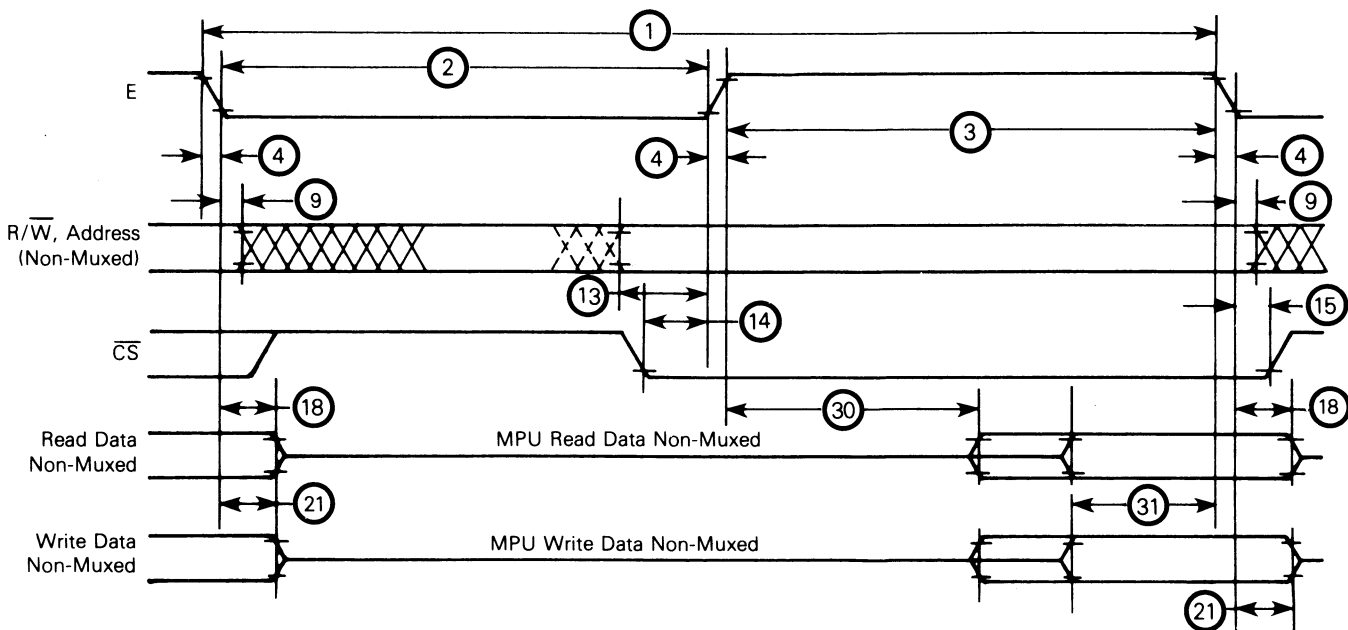 1
2
E
3
4
4
4
9
9
R/W̅, Address
(Non-Muxed)
13
14
15
C̅S̅
18
30
18
Read Data
Non-Muxed
MPU Read Data Non-Muxed
21
31
Write Data
Non-Muxed
MPU Write Data Non-Muxed
21